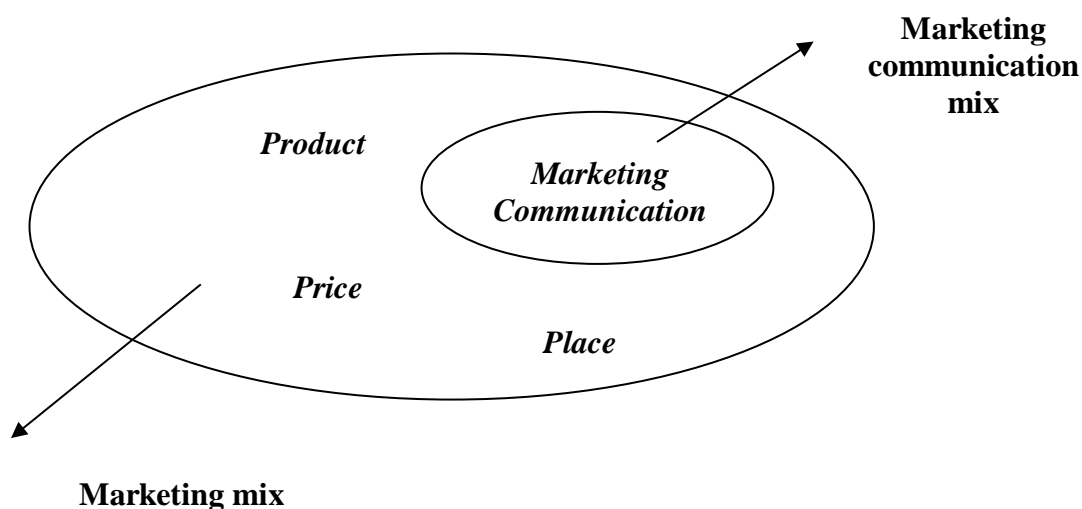 Marketing
communication
mix
Product
Marketing
Communication
Price
Place
Marketing mix